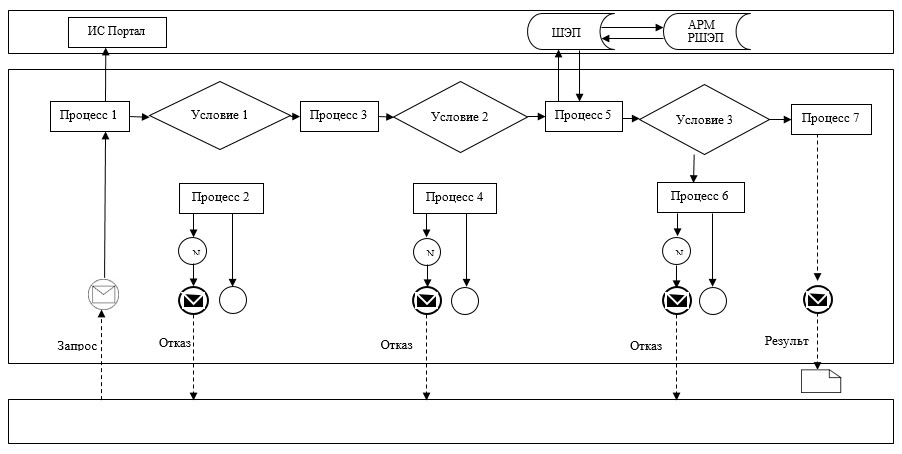 ИС Портал
ШЭП
АРМ
РШЭП
Процесс 1
Условие 1
Процесс 3
Условие 2
Процесс 5
Условие 3
Процесс 7
Процесс 2
Процесс 4
Процесс 6
N
N
N
Запрос
Отказ
Отказ
Отказ
Результ